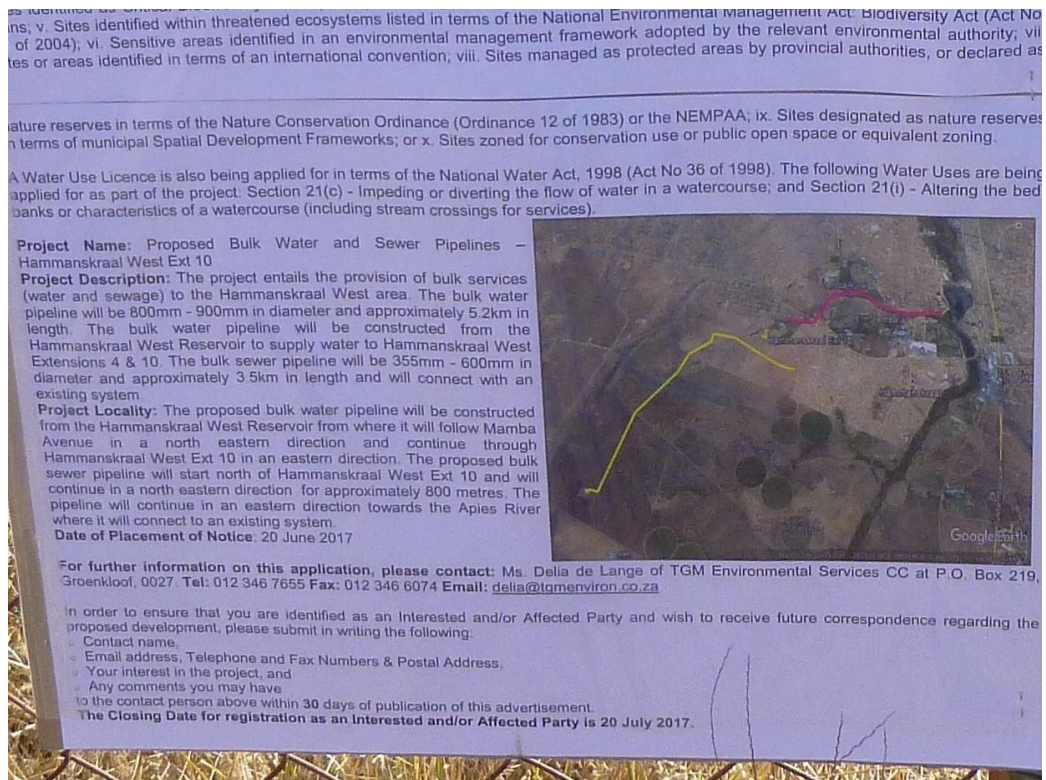 ns; v. Sites identified within threatened ecosystems listed in terms of the National Environmental Management Act: Biodiversity Act (Act No
of 2004); vi. Sensitive areas identified in an environmental management framework adopted by the relevant environmental authority; vii
tes or areas identified in terms of an international convention; viii. Sites managed as protected areas by provincial authorities, or declared as
ature reserves in terms of the Nature Conservation Ordinance (Ordinance 12 of 1983) or the NEMPAA; ix. Sites designated as nature reserves
n terms of municipal Spatial Development Frameworks; or x. Sites zoned for conservation use or public open space or equivalent zoning.
A Water Use Licence is also being applied for in terms of the National Water Act, 1998 (Act No 36 of 1998). The following Water Uses are being
applied for as part of the project: Section 21(c) - Impeding or diverting the flow of water in a watercourse; and Section 21(i) - Altering the bed
banks or characteristics of a watercourse (including stream crossings for services).
Project Name: Proposed Bulk Water and Sewer Pipelines –
Hammanskraal West Ext 10
Project Description: The project entails the provision of bulk services
(water and sewage) to the Hammanskraal West area. The bulk water
pipeline will be 800mm - 900mm in diameter and approximately 5.2km in
length. The bulk water pipeline will be constructed from the
Hammanskraal West Reservoir to supply water to Hammanskraal West
Extensions 4 & 10. The bulk sewer pipeline will be 355mm - 600mm in
diameter and approximately 3.5km in length and will connect with an
existing system.
Project Locality: The proposed bulk water pipeline will be constructed
from the Hammanskraal West Reservoir from where it will follow Mamba
Avenue in a north eastern direction and continue through
Hammanskraal West Ext 10 in an eastern direction. The proposed bulk
sewer pipeline will start north of Hammanskraal West Ext 10 and will
continue in a north eastern direction for approximately 800 metres. The
pipeline will continue in an eastern direction towards the Apies River
where it will connect to an existing system.
Date of Placement of Notice: 20 June 2017
Google Earth
For further information on this application, please contact: Ms. Delia de Lange of TGM Environmental Services CC at P.O. Box 219,
Groenkloof, 0027. Tel: 012 346 7655 Fax: 012 346 6074 Email: delia@tgmenviron.co.za
In order to ensure that you are identified as an Interested and/or Affected Party and wish to receive future correspondence regarding the
proposed development, please submit in writing the following:
Contact name,
Email address, Telephone and Fax Numbers & Postal Address,
Your interest in the project, and
Any comments you may have
to the contact person above within 30 days of publication of this advertisement.
The Closing Date for registration as an Interested and/or Affected Party is 20 July 2017.